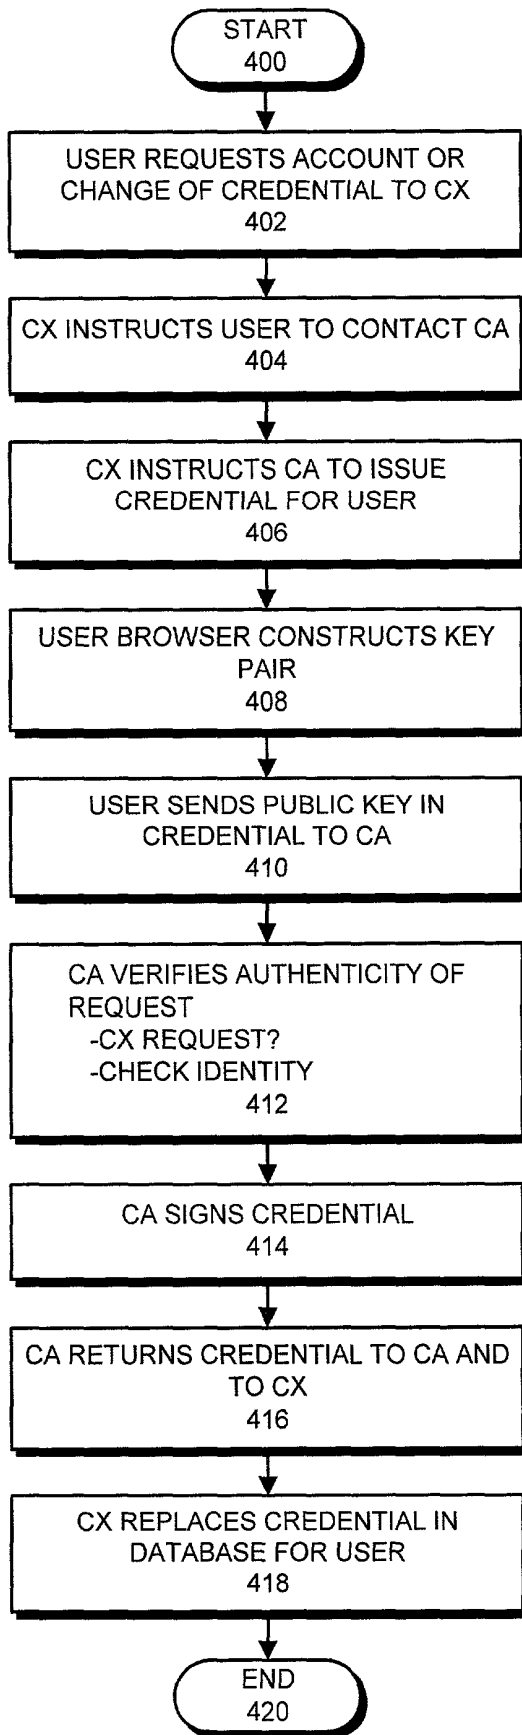 START
400
USER REQUESTS ACCOUNT OR
CHANGE OF CREDENTIAL TO CX
402
CX INSTRUCTS USER TO CONTACT CA
404
CX INSTRUCTS CA TO ISSUE
CREDENTIAL FOR USER
406
USER BROWSER CONSTRUCTS KEY
PAIR
408
USER SENDS PUBLIC KEY IN
CREDENTIAL TO CA
410
CA VERIFIES AUTHENTICITY OF
REQUEST
-CX REQUEST?
-CHECK IDENTITY
412
CA SIGNS CREDENTIAL
414
CA RETURNS CREDENTIAL TO CA AND
TO CX
416
CX REPLACES CREDENTIAL IN
DATABASE FOR USER
418
END
420